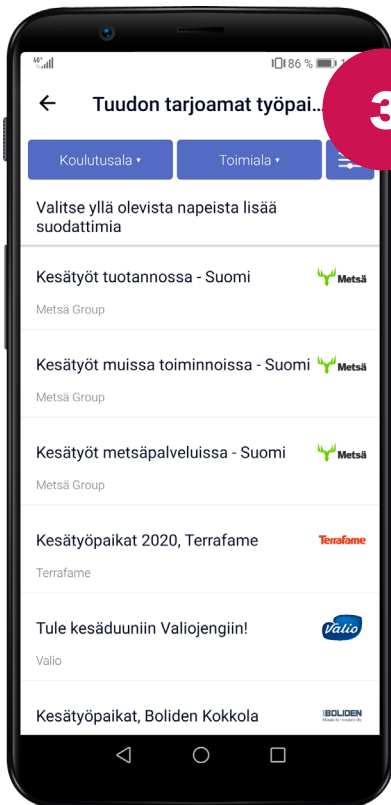 86 %
3
Tuudon tarjoamat työpai...
Koulutusala
Toimiala
Valitse yllä olevista napeista lisää
suodattimia
Kesätyöt tuotannossa - Suomi
Metsä
Metsä Group
Kesätyöt muissa toiminnoissa - Suomi
Metsä
Metsä Group
Kesätyöt metsäpalveluissa - Suomi
Metsä
Metsä Group
Kesätyöpaikat 2020, Terrafame
Terrafame
Terrafame
Tule kesäduuniin Valiojengiin!
Valio
Valio
Kesätyöpaikat, Boliden Kokkola
BOLIDEN